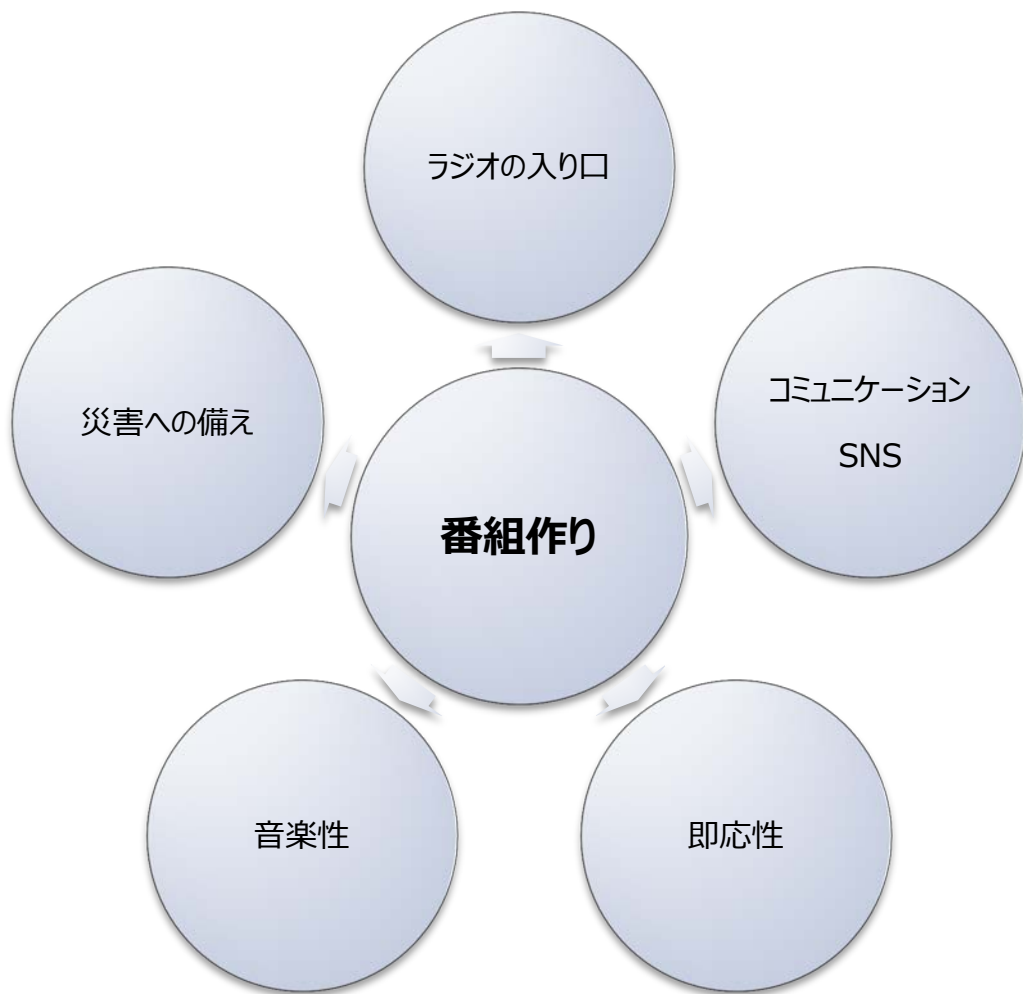 ラジオの入り口
コミュニケーション
SNS
災害への備え
番組作り
音楽性
即応性